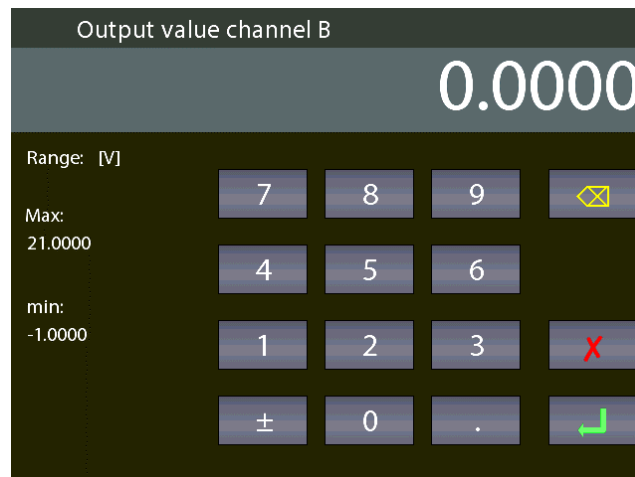 Output value channel B
0.0000
Range: [V]
7 8 9 ⌫
Max:
21.0000
4 5 6
min:
-1.0000
1 2 3 ✗
± 0 . ↵